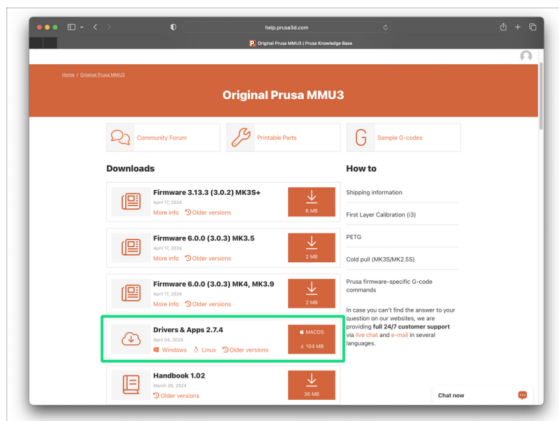 help.prusa3d.com
Original Prusa MMU3 | Prusa Knowledge Base
Home / Original Prusa MMU3
Original Prusa MMU3
Community Forum
Printable Parts
G
Sample G-codes
Downloads
Firmware 3.13.3 (3.0.2) MK3S+
April 17, 2024
More info Older versions
8 MB
Firmware 6.0.0 (3.0.3) MK3.5
April 17, 2024
More info Older versions
2 MB
Firmware 6.0.0 (3.0.3) MK4, MK3.9
April 17, 2024
More info Older versions
2 MB
Drivers & Apps 2.7.4
April 06, 2024
Windows Linux Older versions
MACOS
194 MB
Handbook 1.02
March 26, 2024
Older versions
36 MB
How to
Shipping information
First Layer Calibration (i3)
PETG
Cold pull (MK3S/MK2.5S)
Prusa firmware-specific G-code
commands
In case you can't find the answer to your
question on our websites, we are
providing full 24/7 customer support
via live chat and e-mail in several
languages.
Chat now